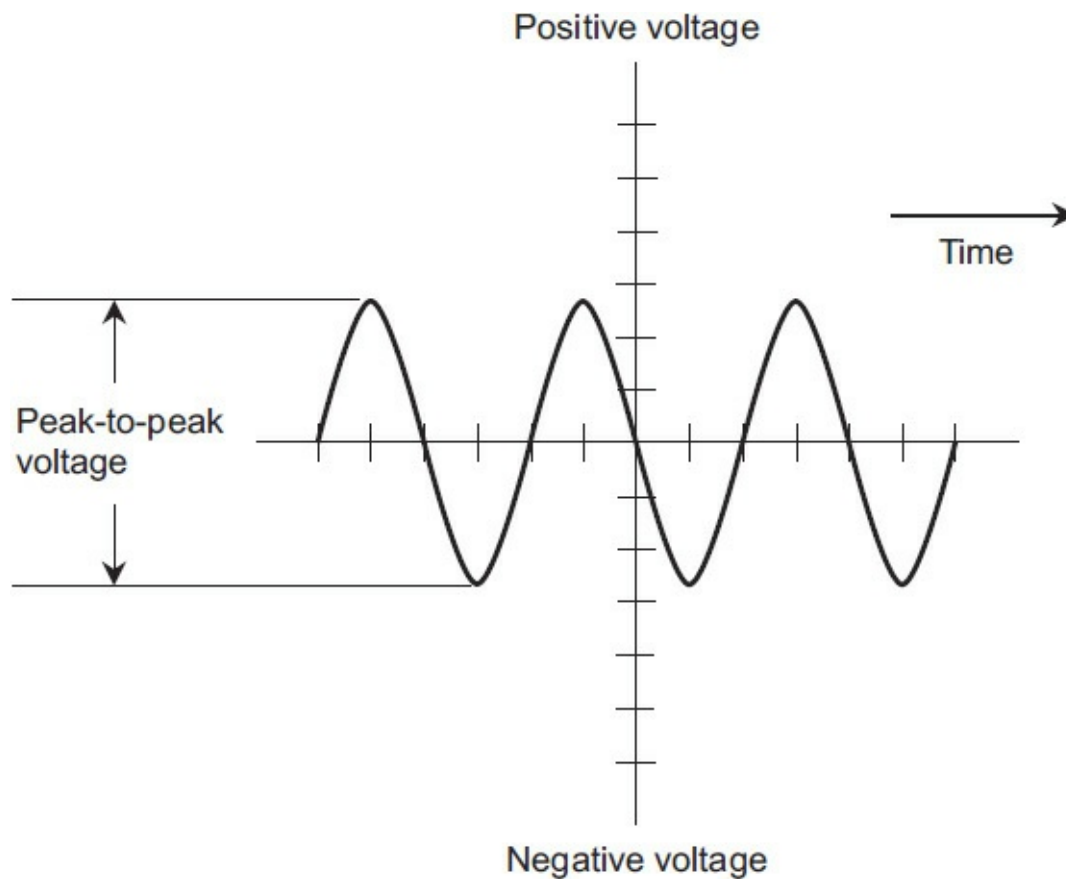 Positive voltage
Time
Peak-to-peak
voltage
Negative voltage